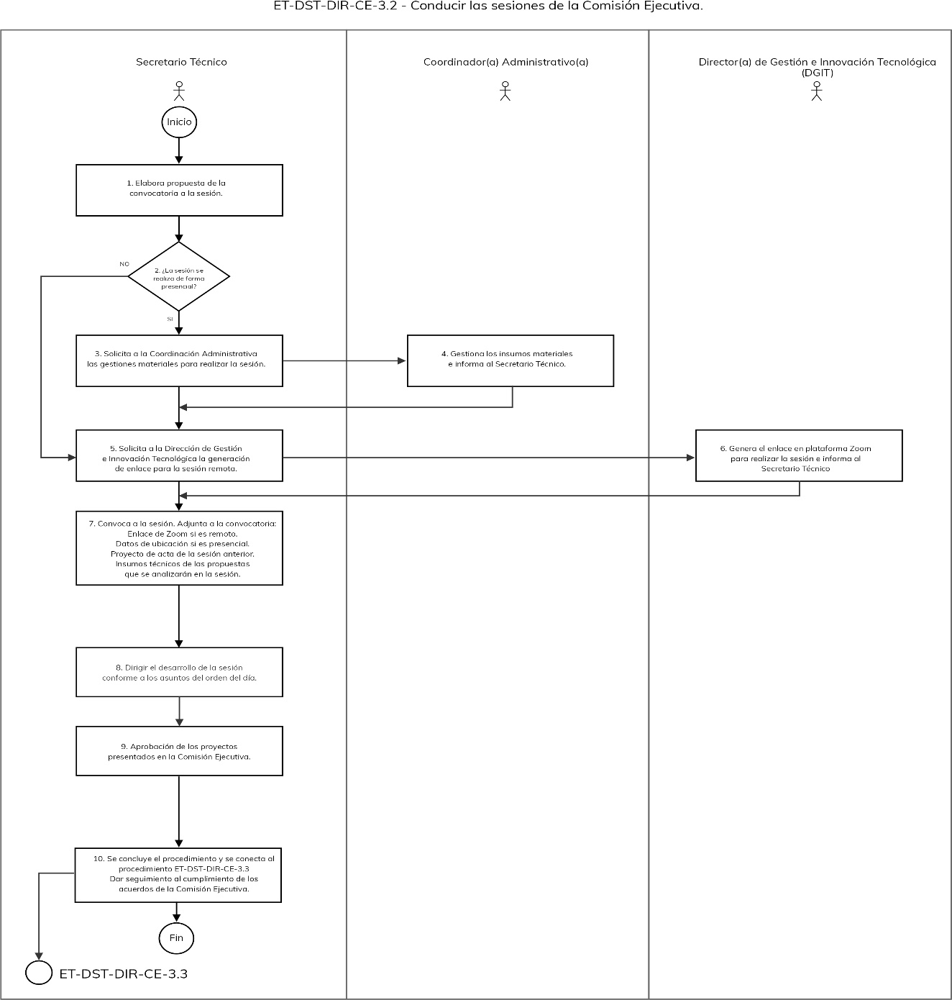 ET-DST-DIR-CE-3.2 - Conducir las sesiones de la Comisión Ejecutiva.
Secretario Técnico
Coordinador(a) Administrativo(a)
Director(a) de Gestión e Innovación Tecnológica
(DGIT)
Inicio
1. Elabora propuesta de la
convocatoria a la sesión.
2. ¿La sesión se
realiza de forma
presencial?
NO
SI
3. Solicita a la Coordinación Administrativa
las gestiones materiales para realizar la sesión.
4. Gestiona los insumos materiales
e informa al Secretario Técnico.
5. Solicita a la Dirección de Gestión
e Innovación Tecnológica la generación
de enlace para la sesión remota.
6. Genera el enlace en plataforma Zoom
para realizar la sesión e informa al
Secretario Técnico
7. Convoca a la sesión. Adjunta a la convocatoria:
Enlace de Zoom si es remoto.
Datos de ubicación si es presencial.
Proyecto de acta de la sesión anterior.
Insumos técnicos de las propuestas
que se analizarán en la sesión.
8. Dirigir el desarrollo de la sesión
conforme a los asuntos del orden del día.
9. Aprobación de los proyectos
presentados en la Comisión Ejecutiva.
10. Se concluye el procedimiento y se conecta al
procedimiento ET-DST-DIR-CE-3.3
Dar seguimiento al cumplimiento de los
acuerdos de la Comisión Ejecutiva.
Fin
ET-DST-DIR-CE-3.3